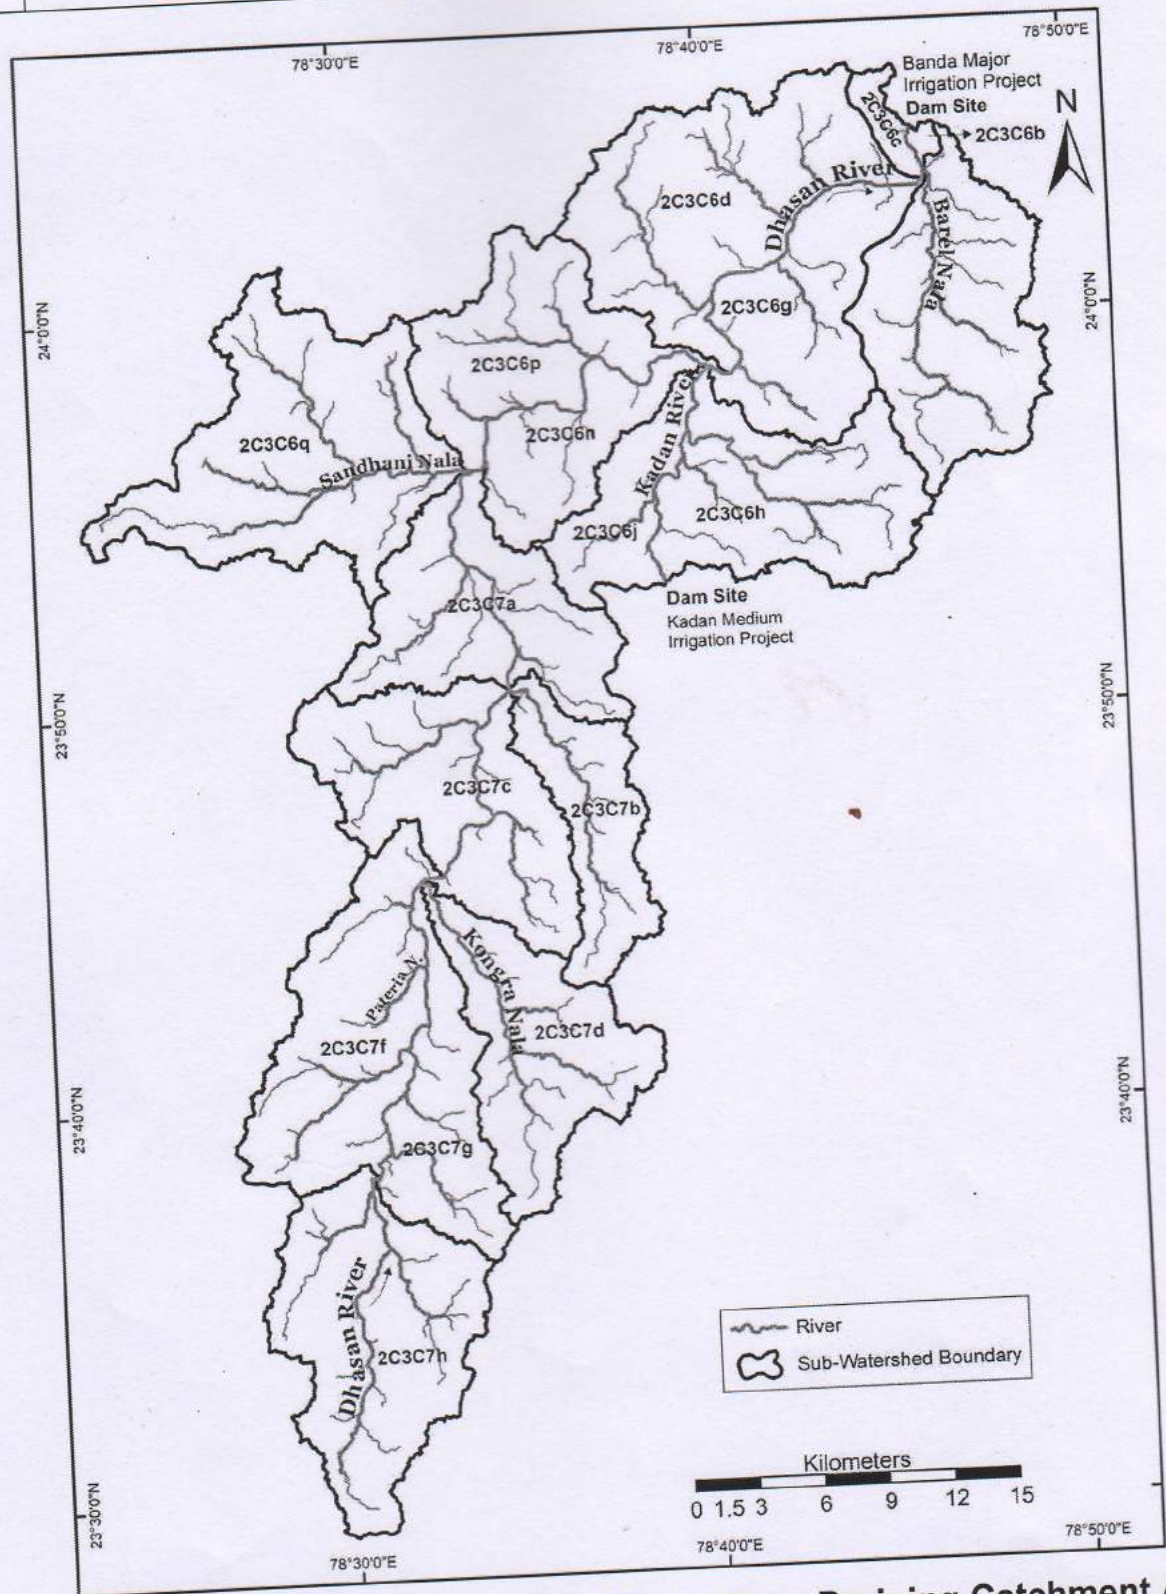 78°30'0"E
78°40'0"E
78°50'0"E
Banda Major
Irrigation Project
Dam Site
N
2C3C6c
2C3C6b
2C3C6d
Dhasan River
Barel Nala
24°0'0"N
24°0'0"N
2C3C6g
2C3C6p
2C3C6q
2C3C6n
Kadan River
Sandhani Nala
2C3C6h
2C3C6j
Dam Site
Kadan Medium
Irrigation Project
2C3C7a
23°50'0"N
23°50'0"N
2C3C7c
2C3C7b
Kongra Nala
Pateria N.
2C3C7d
2C3C7f
23°40'0"N
23°40'0"N
2C3C7g
Dhasan River
2C3C7h
River
Sub-Watershed Boundary
Kilometers
0 1.5 3 6 9 12 15
23°30'0"N
78°30'0"E
78°40'0"E
78°50'0"E
Catchment